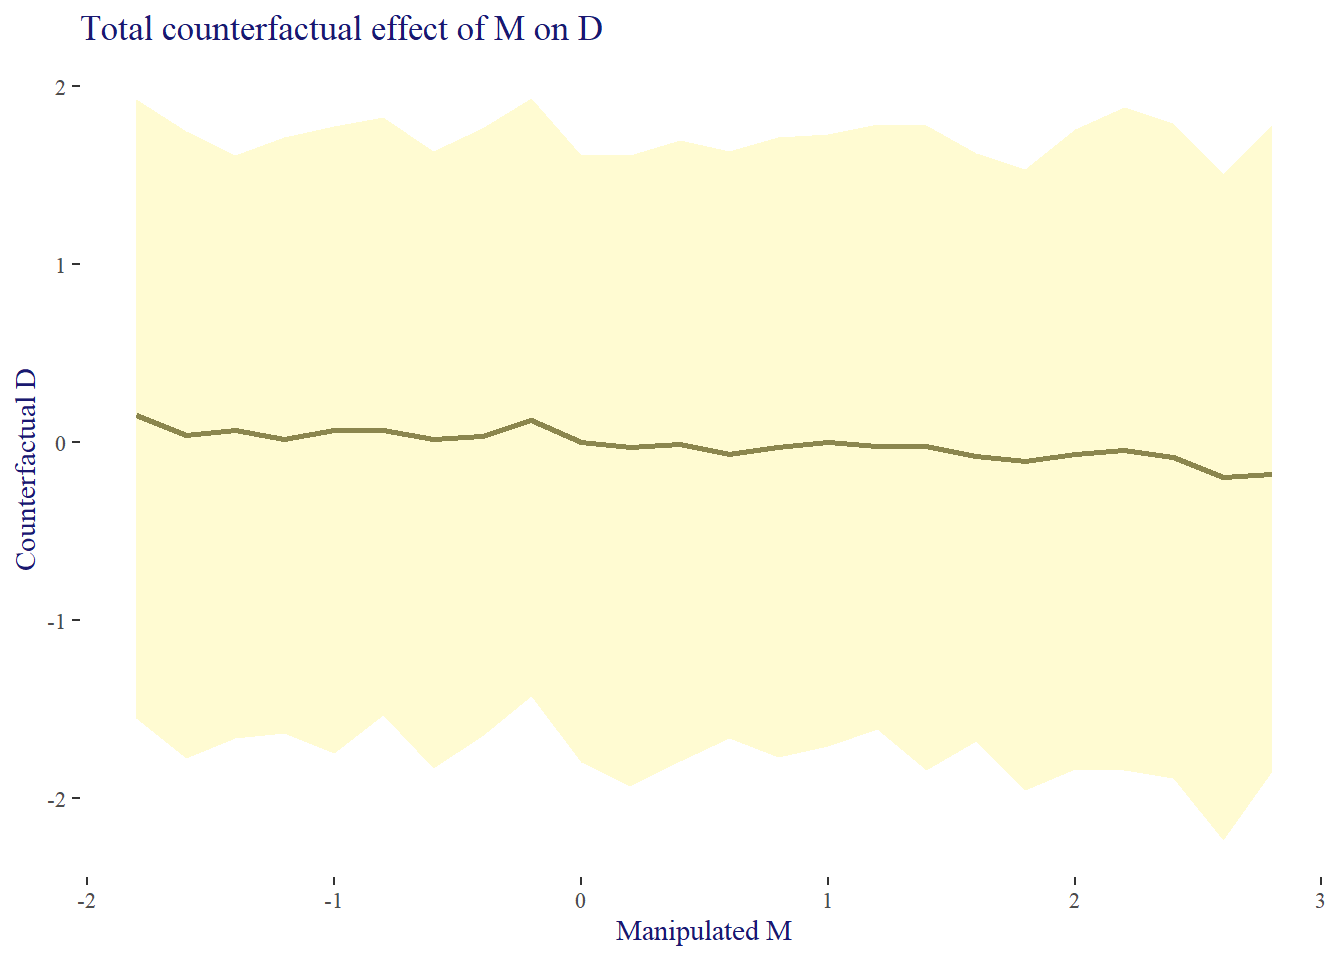 Total counterfactual effect of M on D
2
1
0
-1
-2
Counterfactual D
-2 -1 0 1 2 3
Manipulated M